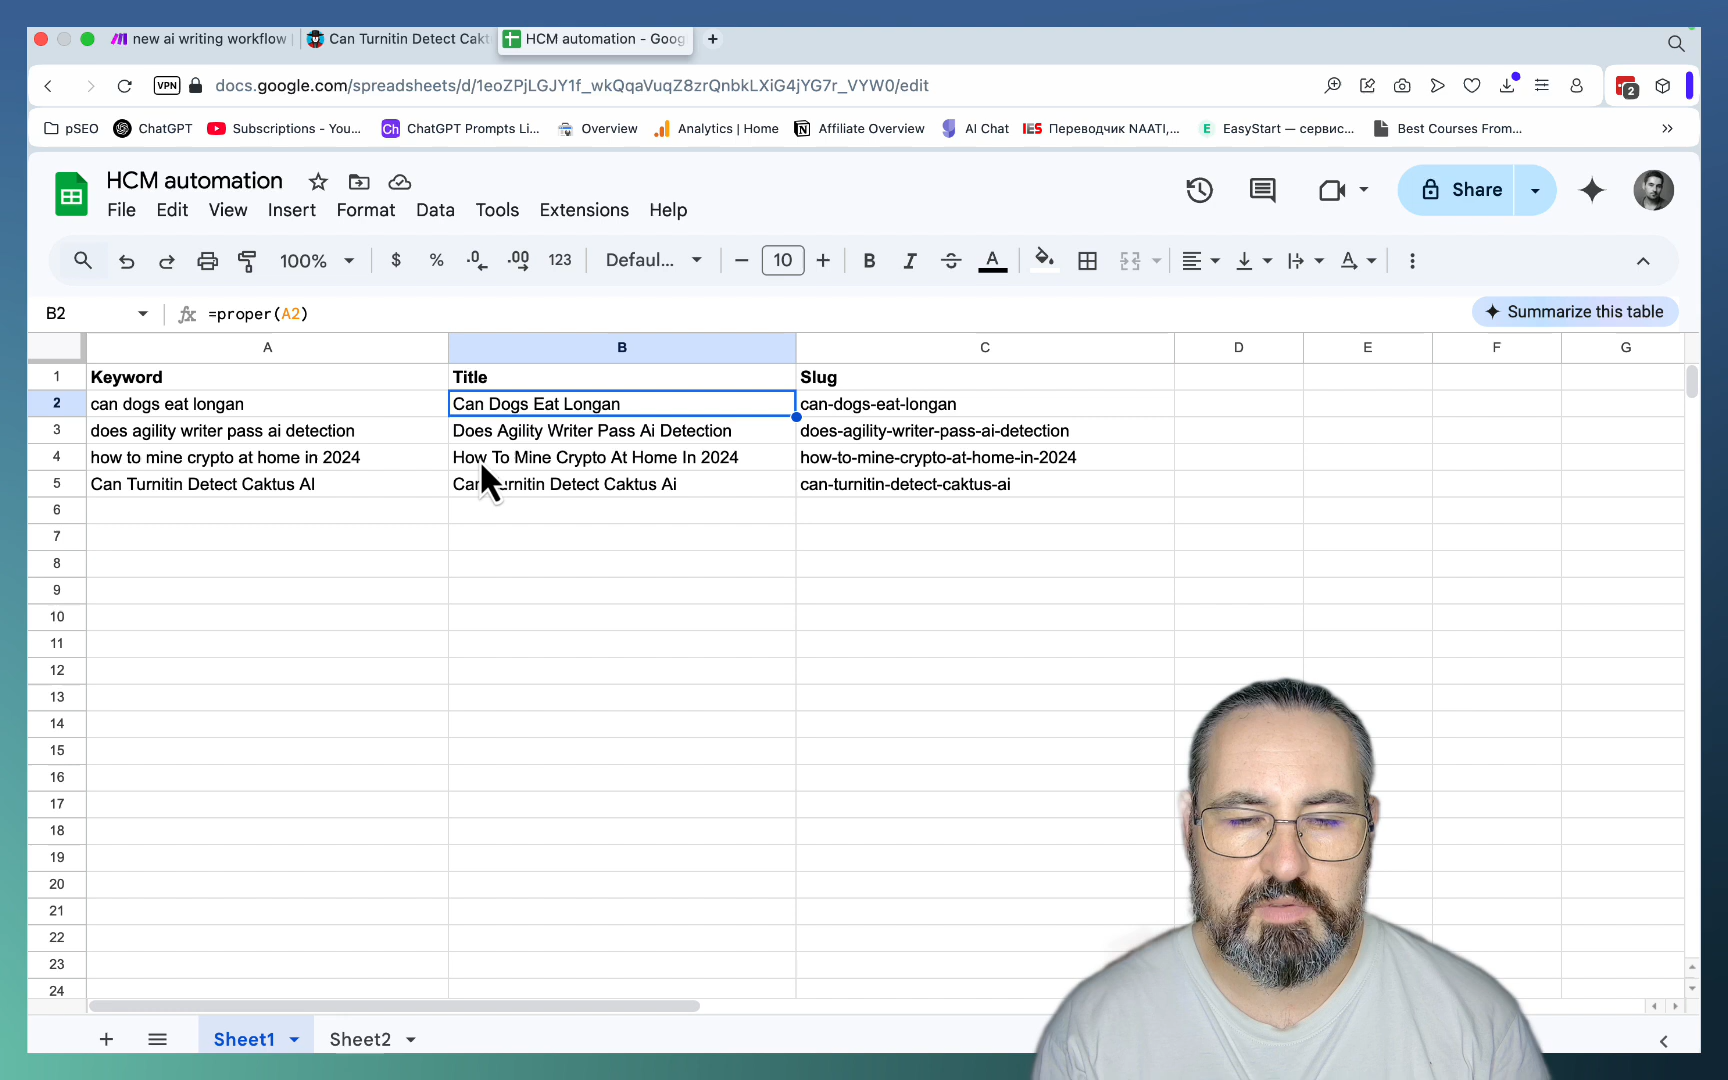 new ai writing workflow
Can Turnitin Detect Cakt
HCM automation - Goog
VPN
docs.google.com/spreadsheets/d/1eoZPjLGJY1f_wkQqaVuqZ8zrQnbkLXiG4jYG7r_VYW0/edit
2
pSEO
ChatGPT
Subscriptions - You...
Ch
ChatGPT Prompts Li...
Overview
Analytics | Home
Affiliate Overview
AI Chat
IES
Переводчик NAATI,...
E
EasyStart — сервис...
Best Courses From...
HCM automation
File Edit View Insert Format Data Tools Extensions Help
Share
100% $ % .0 .00 123 Defaul... 10 B I S A A
B2 fx =proper(A2)
Summarize this table
A B C D E F G
1 Keyword Title Slug
2 can dogs eat longan Can Dogs Eat Longan can-dogs-eat-longan
3 does agility writer pass ai detection Does Agility Writer Pass Ai Detection does-agility-writer-pass-ai-detection
4 how to mine crypto at home in 2024 How To Mine Crypto At Home In 2024 how-to-mine-crypto-at-home-in-2024
5 Can Turnitin Detect Caktus AI Detect Caktus Ai can-turnitin-detect-caktus-ai
6
7
8
9
10
11
12
13
14
15
16
17
18
19
20
21
22
23
24
Sheet1 Sheet2